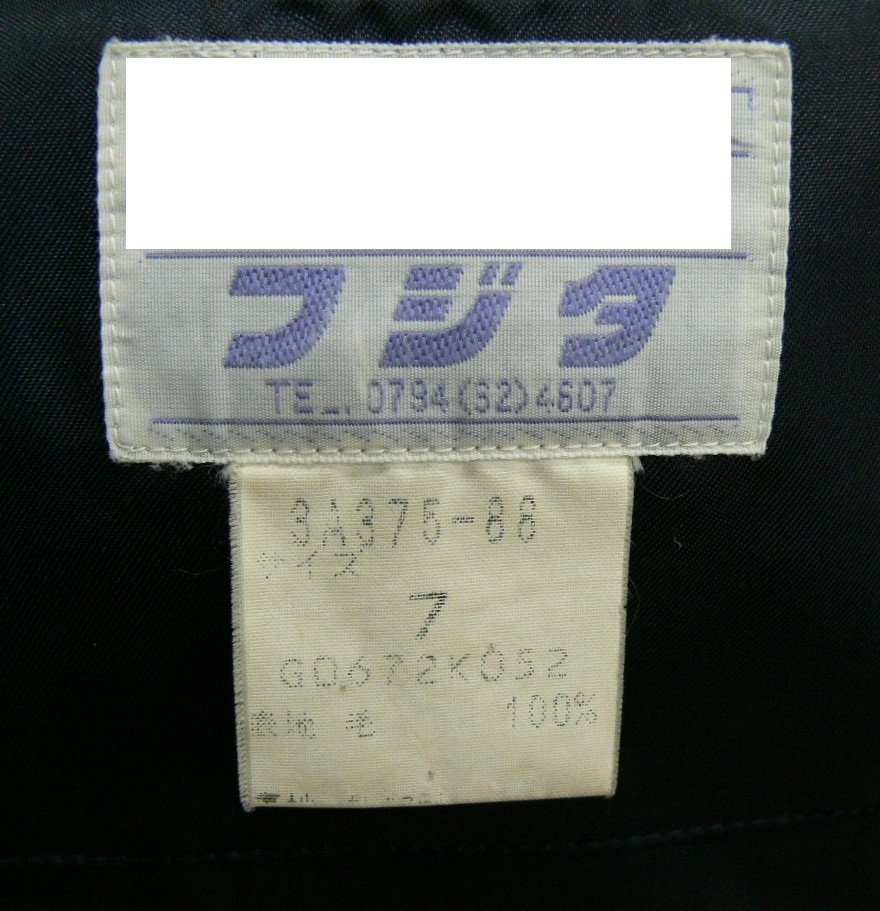 フジタ
TEL. 0794(62)4607
3A375-88
サイズ
7
G0672K052
表地 毛 100%